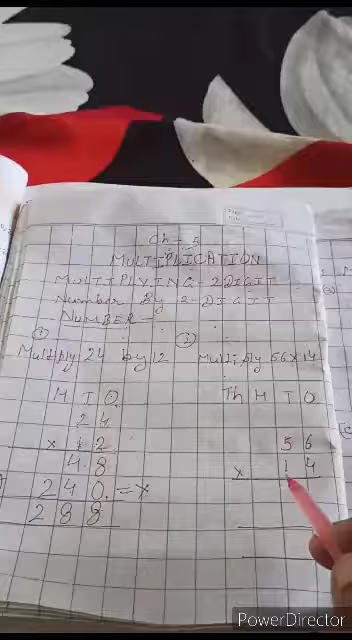 Ch - 5
MULTIPLICATION
MULTIPLYING - 2 DIGIT
Number By 2-DIGIT
NUMBER -
① Multiply 24 by 12
H T O
2 4
× 1 2
4 8
2 4 0 = ×
2 8 8
② Multiply 56 × 14
Th H T O
5 6
× 1 4
PowerDirector